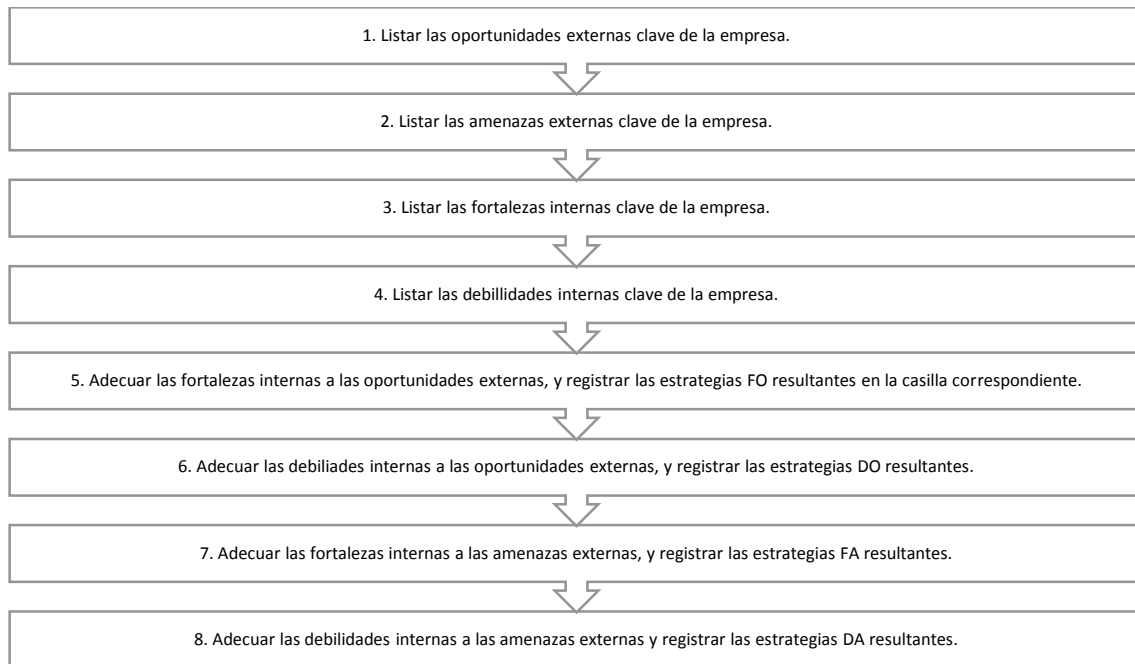 1. Listar las oportunidades externas clave de la empresa.
2. Listar las amenazas externas clave de la empresa.
3. Listar las fortalezas internas clave de la empresa.
4. Listar las debillidades internas clave de la empresa.
5. Adecuar las fortalezas internas a las oportunidades externas, y registrar las estrategias FO resultantes en la casilla correspondiente.
6. Adecuar las debiliades internas a las oportunidades externas, y registrar las estrategias DO resultantes.
7. Adecuar las fortalezas internas a las amenazas externas, y registrar las estrategias FA resultantes.
8. Adecuar las debilidades internas a las amenazas externas y registrar las estrategias DA resultantes.